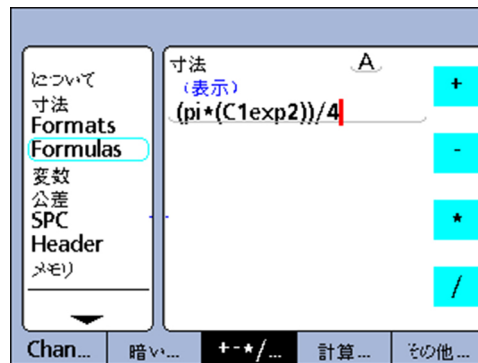 について
寸法
Formats
Formulas
変数
公差
SPC
Header
メモリ
寸法
A
(表示)
(pi*(C1exp2))/4
+
-
*
/
Chan...
暗い...
+-*/...
計算...
その他...